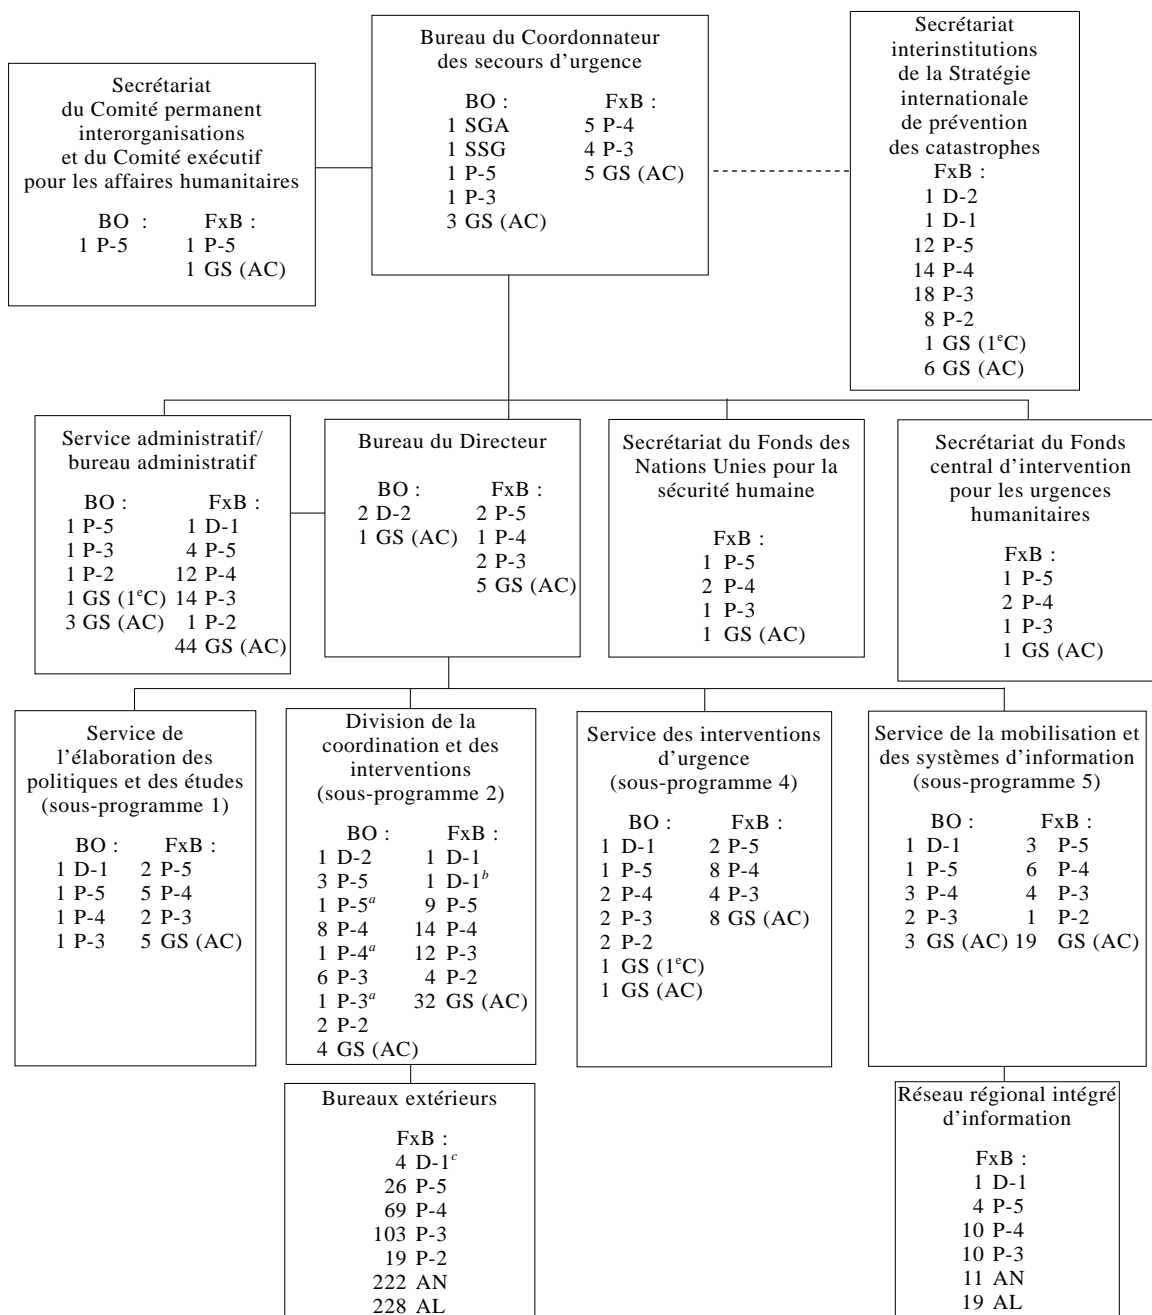 Secrétariat
du Comité permanent
interorganisations
et du Comité exécutif
pour les affaires humanitaires
BO : FxB :
1 P-5 1 P-5
1 GS (AC)
Bureau du Coordonnateur
des secours d'urgence
BO : FxB :
1 SGA 5 P-4
1 SSG 4 P-3
1 P-5 5 GS (AC)
1 P-3
3 GS (AC)
Secrétariat
interinstitutions
de la Stratégie
internationale
de prévention
des catastrophes
FxB :
1 D-2
1 D-1
12 P-5
14 P-4
18 P-3
8 P-2
1 GS (1eC)
6 GS (AC)
Service administratif/
bureau administratif
BO : FxB :
1 P-5 1 D-1
1 P-3 4 P-5
1 P-2 12 P-4
1 GS (1eC) 14 P-3
3 GS (AC) 1 P-2
44 GS (AC)
Bureau du Directeur
BO : FxB :
2 D-2 2 P-5
1 GS (AC) 1 P-4
2 P-3
5 GS (AC)
Secrétariat du Fonds des
Nations Unies pour la
sécurité humaine
FxB :
1 P-5
2 P-4
1 P-3
1 GS (AC)
Secrétariat du Fonds
central d'intervention
pour les urgences
humanitaires
FxB :
1 P-5
2 P-4
1 P-3
1 GS (AC)
Service de
l'élaboration des
politiques et des études
(sous-programme 1)
BO : FxB :
1 D-1 2 P-5
1 P-5 5 P-4
1 P-4 2 P-3
1 P-3 5 GS (AC)
Division de la
coordination et des
interventions
(sous-programme 2)
BO : FxB :
1 D-2 1 D-1
3 P-5 1 D-1b
1 P-5a 9 P-5
8 P-4 14 P-4
1 P-4a 12 P-3
6 P-3 4 P-2
1 P-3a 32 GS (AC)
2 P-2
4 GS (AC)
Service des interventions
d'urgence
(sous-programme 4)
BO : FxB :
1 D-1 2 P-5
1 P-5 8 P-4
2 P-4 4 P-3
2 P-3 8 GS (AC)
2 P-2
1 GS (1eC)
1 GS (AC)
Service de la mobilisation et
des systèmes d'information
(sous-programme 5)
BO : FxB :
1 D-1 3 P-5
1 P-5 6 P-4
3 P-4 4 P-3
2 P-3 1 P-2
3 GS (AC) 19 GS (AC)
Bureaux extérieurs
FxB :
4 D-1c
26 P-5
69 P-4
103 P-3
19 P-2
222 AN
228 AL
Réseau régional intégré
d'information
FxB :
1 D-1
4 P-5
10 P-4
10 P-3
11 AN
19 AL